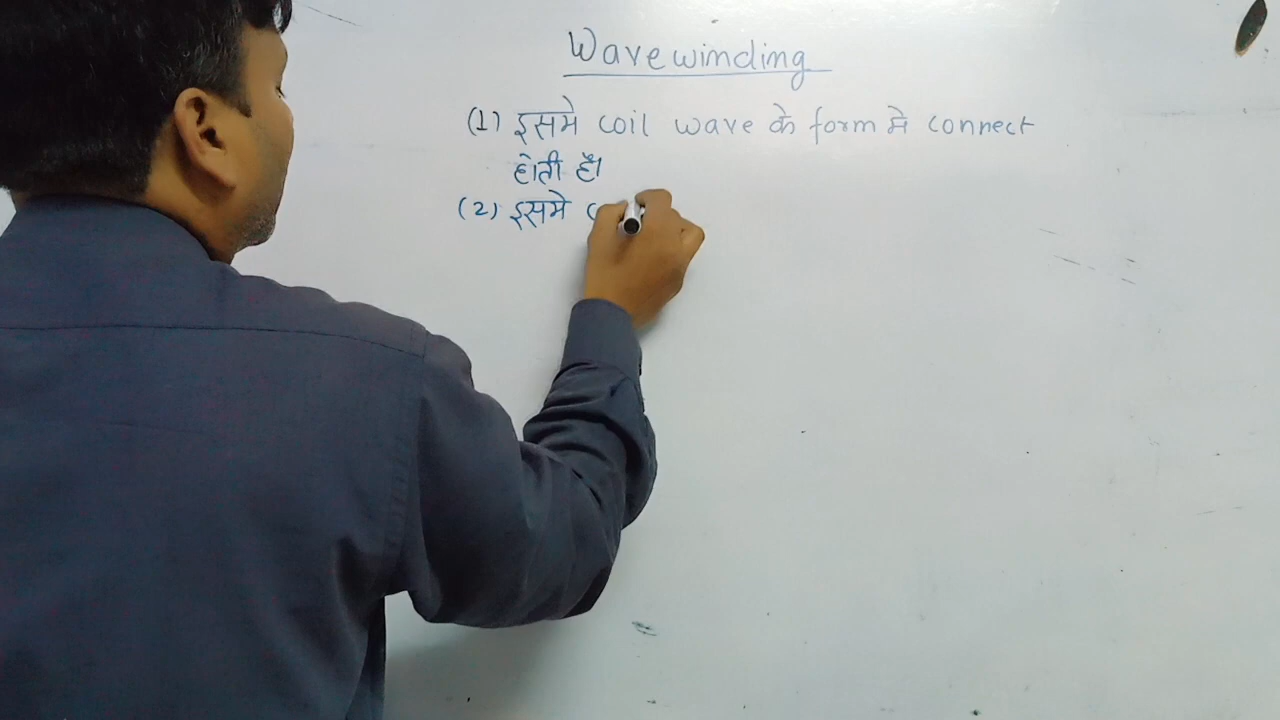 Wave winding
(1) इसमे coil wave के form मे connect
होती है।
(2) इसमे